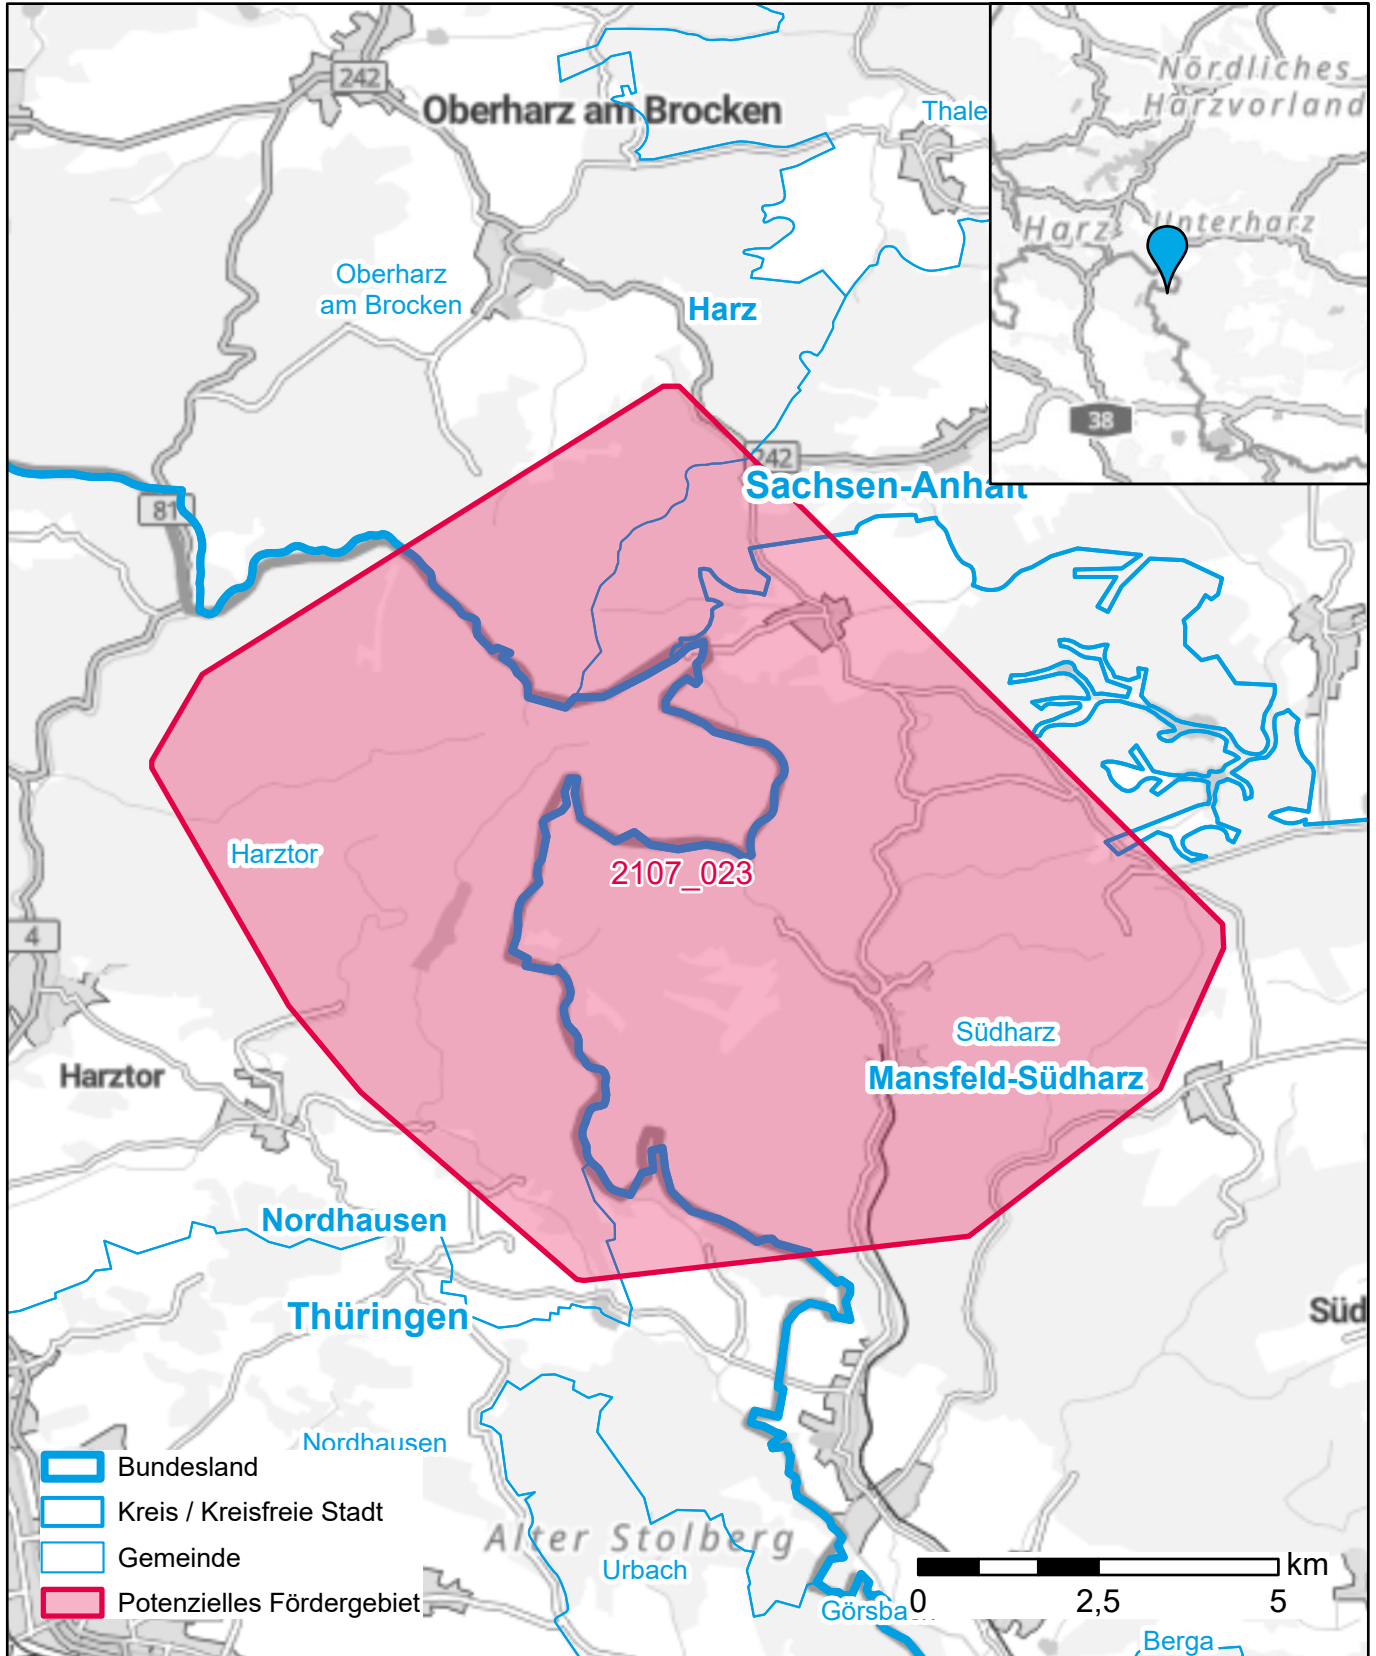 242
Oberharz am Brocken
Thale
Nördliches
Harzvorland
Harz
Unterharz
38
Oberharz
am Brocken
Harz
242
Sachsen-Anhalt
81
Harztor
2107_023
4
Südharz
Mansfeld-Südharz
Harztor
Nordhausen
Thüringen
Süd
Nordhausen
Bundesland
Kreis / Kreisfreie Stadt
Gemeinde
Potenzielles Fördergebiet
Alter Stolberg
Urbach
Görsba
km
0
2,5
5
Berga